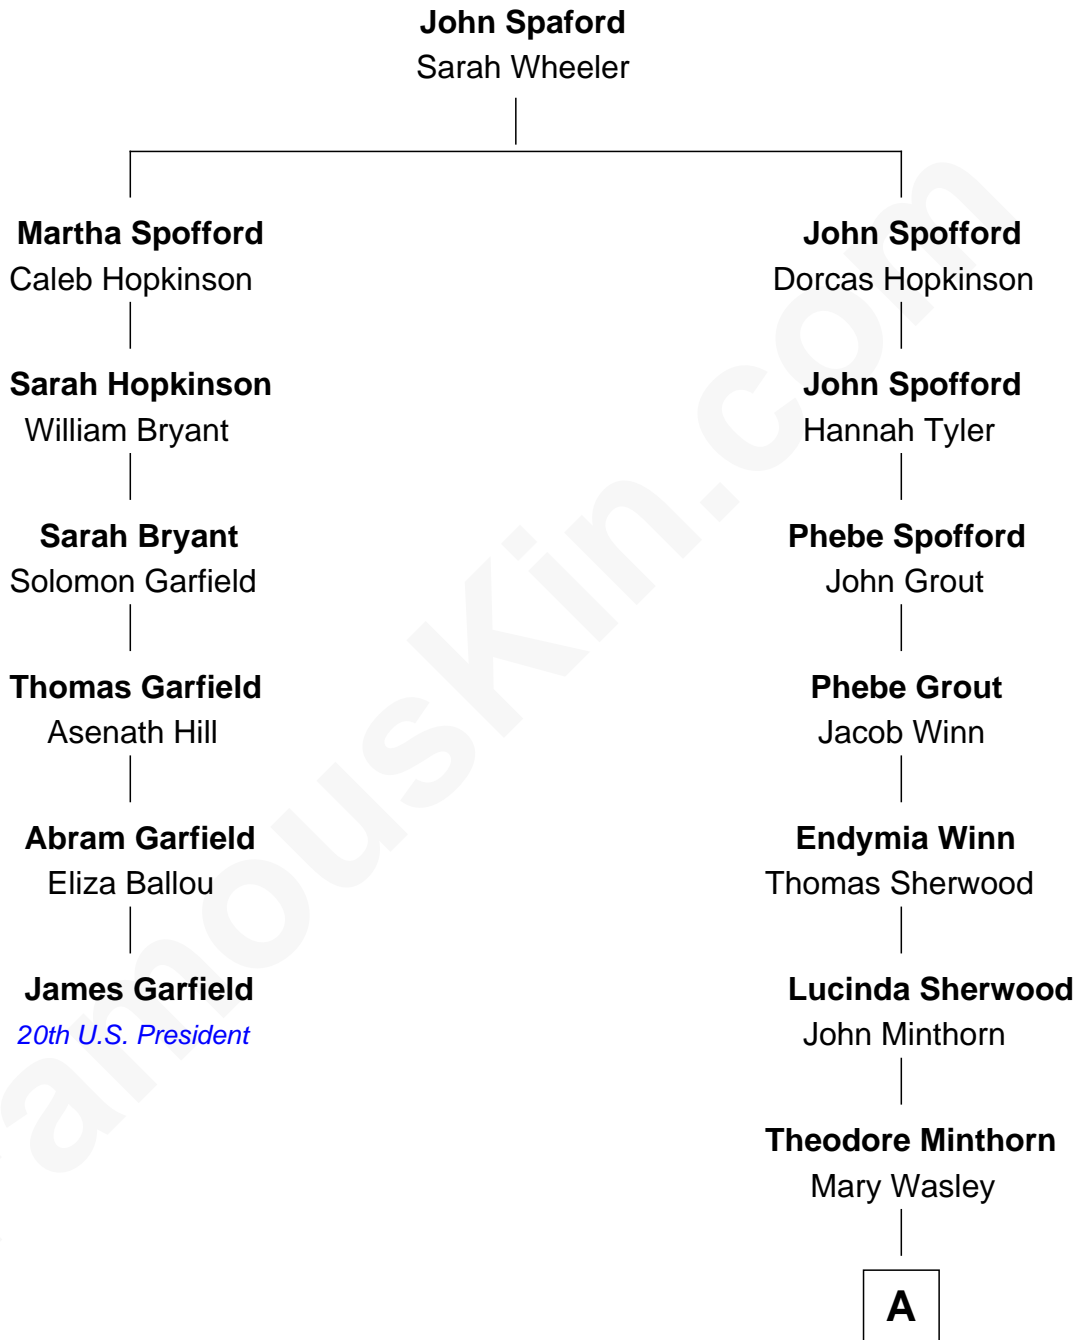 John Spaford
Sarah Wheeler
Martha Spofford
Caleb Hopkinson
John Spofford
Dorcas Hopkinson
Sarah Hopkinson
William Bryant
John Spofford
Hannah Tyler
Sarah Bryant
Solomon Garfield
Phebe Spofford
John Grout
Thomas Garfield
Asenath Hill
Phebe Grout
Jacob Winn
Abram Garfield
Eliza Ballou
Endymia Winn
Thomas Sherwood
James Garfield
20th U.S. President
Lucinda Sherwood
John Minthorn
Theodore Minthorn
Mary Wasley
A
amouskin.com